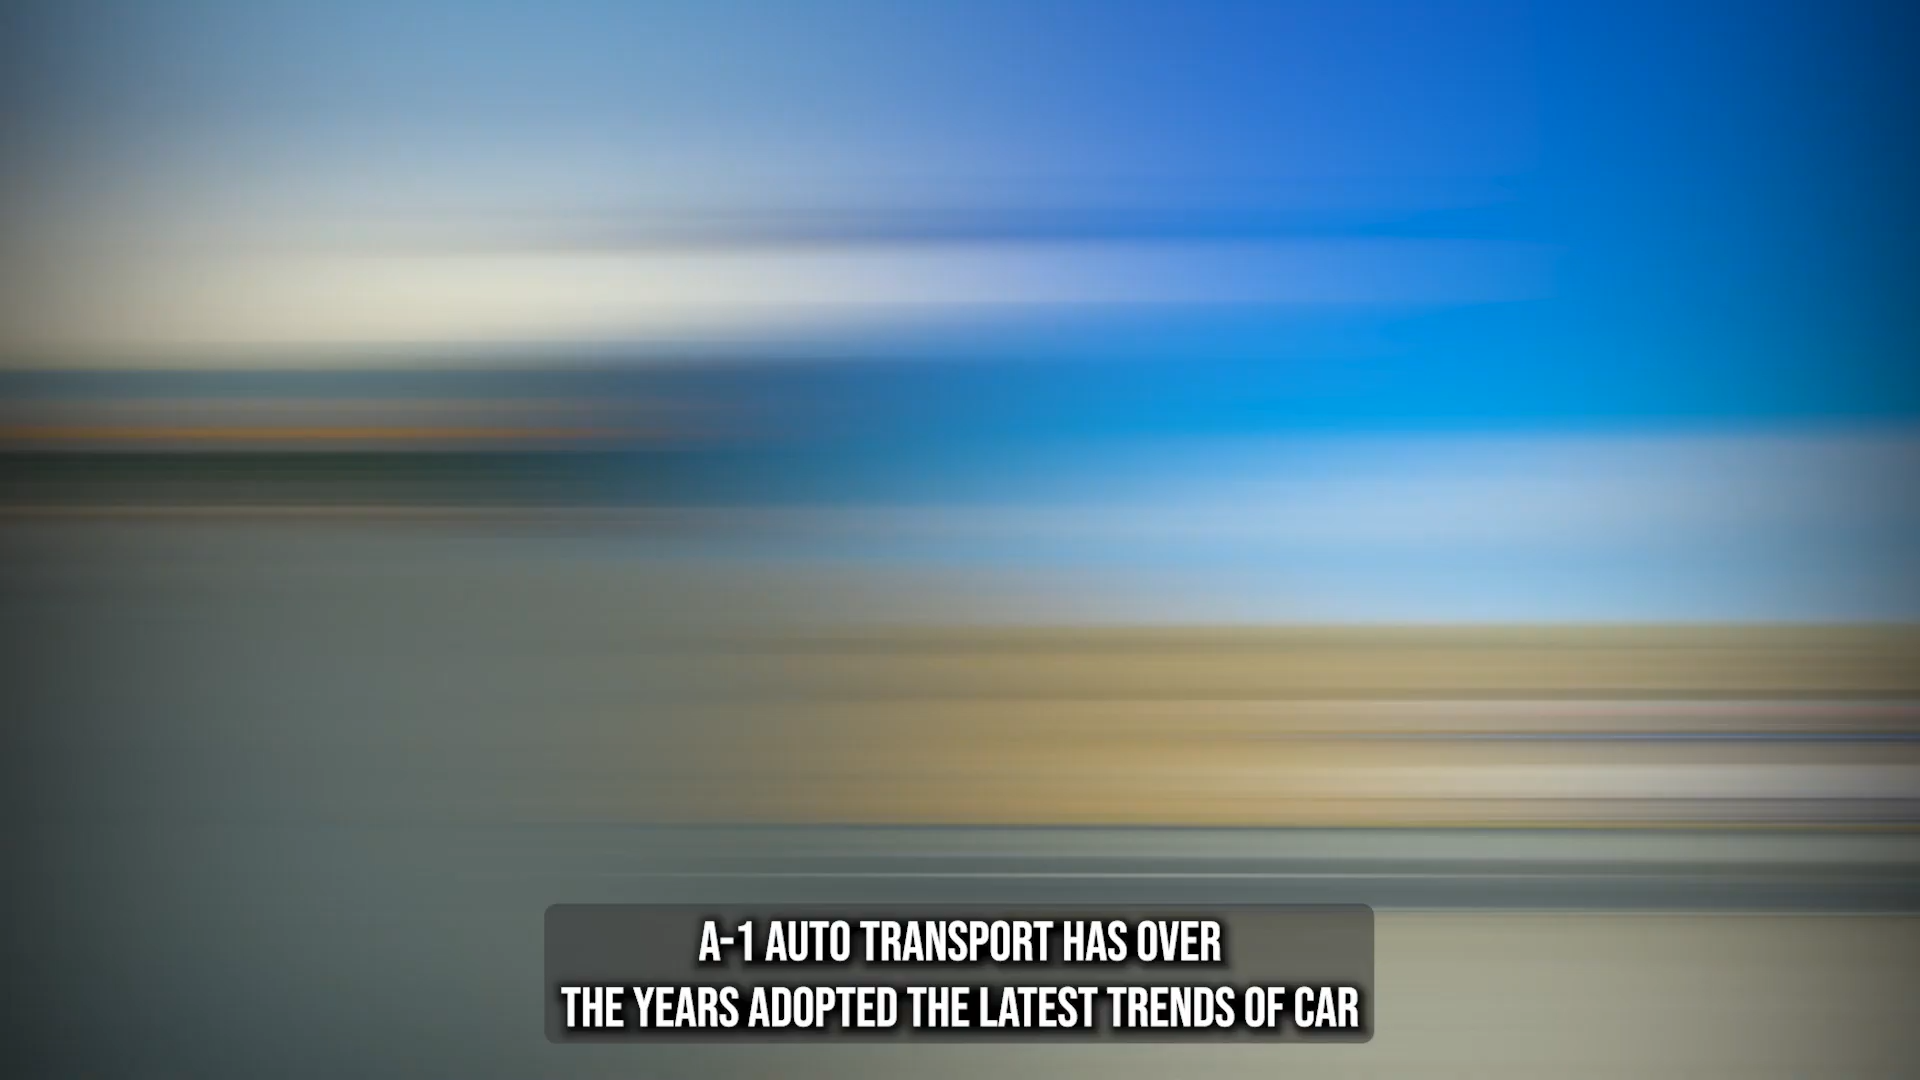 A-1 AUTO TRANSPORT HAS OVER
THE YEARS ADOPTED THE LATEST TRENDS OF CAR